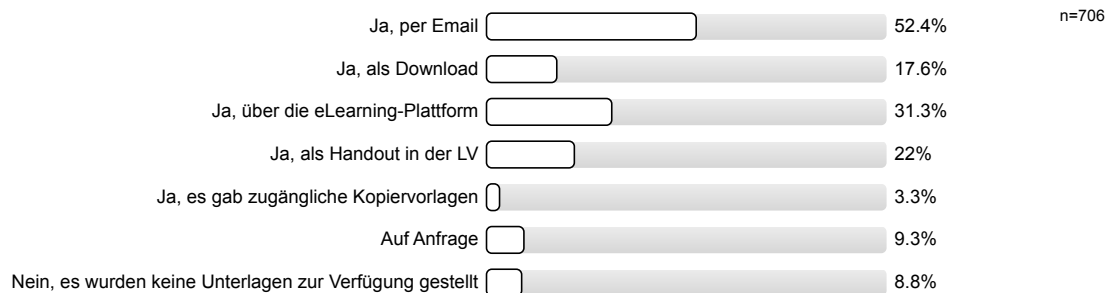 Ja, per Email 52.4% n=706
Ja, als Download 17.6%
Ja, über die eLearning-Plattform 31.3%
Ja, als Handout in der LV 22%
Ja, es gab zugängliche Kopiervorlagen 3.3%
Auf Anfrage 9.3%
Nein, es wurden keine Unterlagen zur Verfügung gestellt 8.8%